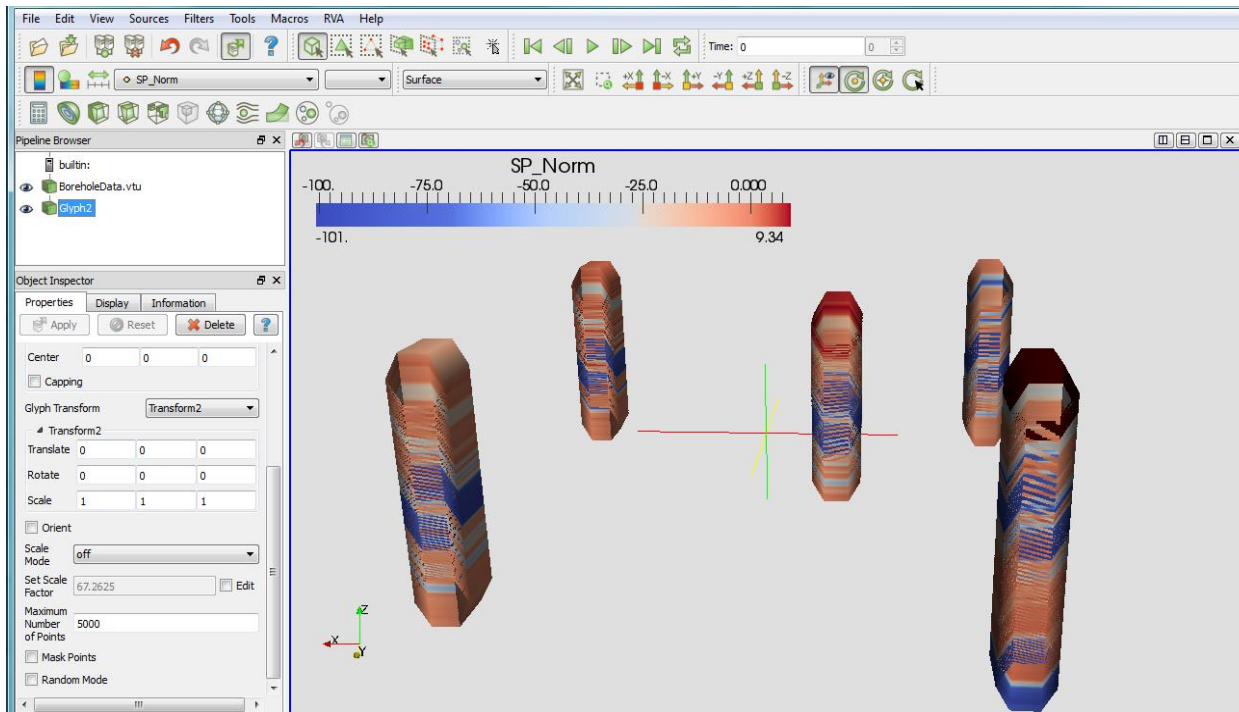 File Edit View Sources Filters Tools Macros RVA Help
Time: 0 0
SP_Norm Surface
+X -X +Y -Y +Z -Z
Pipeline Browser
builtin:
BoreholeData.vtu
Glyph2
Object Inspector
Properties Display Information
Apply Reset Delete ?
Center 0 0 0
Capping
Glyph Transform Transform2
Transform2
Translate 0 0 0
Rotate 0 0 0
Scale 1 1 1
Orient
Scale
Mode
off
Set Scale
Factor
67.2625 Edit
Maximum
Number
of Points
5000
Mask Points
Random Mode
SP_Norm
-100. -75.0 -50.0 -25.0 0.000
-101. 9.34
Z
X
Y